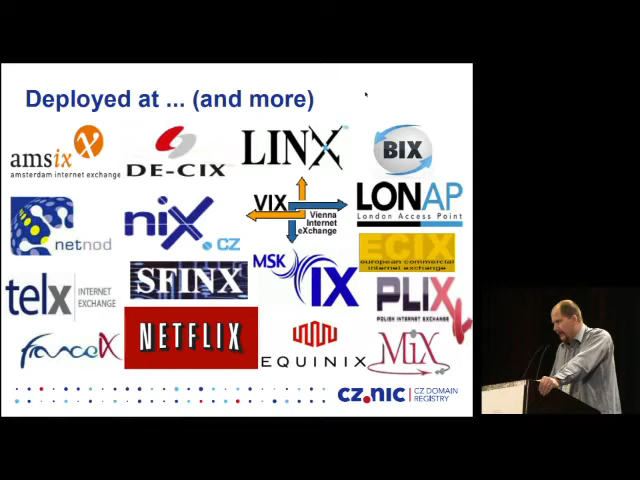 Deployed at ... (and more)
amsix
amsterdam internet exchange
DE-CIX
LINX
BIX
netnod
nix.cz
VIX
Vienna
Internet
eXchange
LONAP
London Access Point
ECIX
european commercial
internet exchange
telx
INTERNET
EXCHANGE
SFINX
MSK
IX
PLIX
POLISH INTERNET EXCHANGE
franceIX
NETFLIX
EQUINIX
MiX
CZ.NIC
CZ DOMAIN
REGISTRY